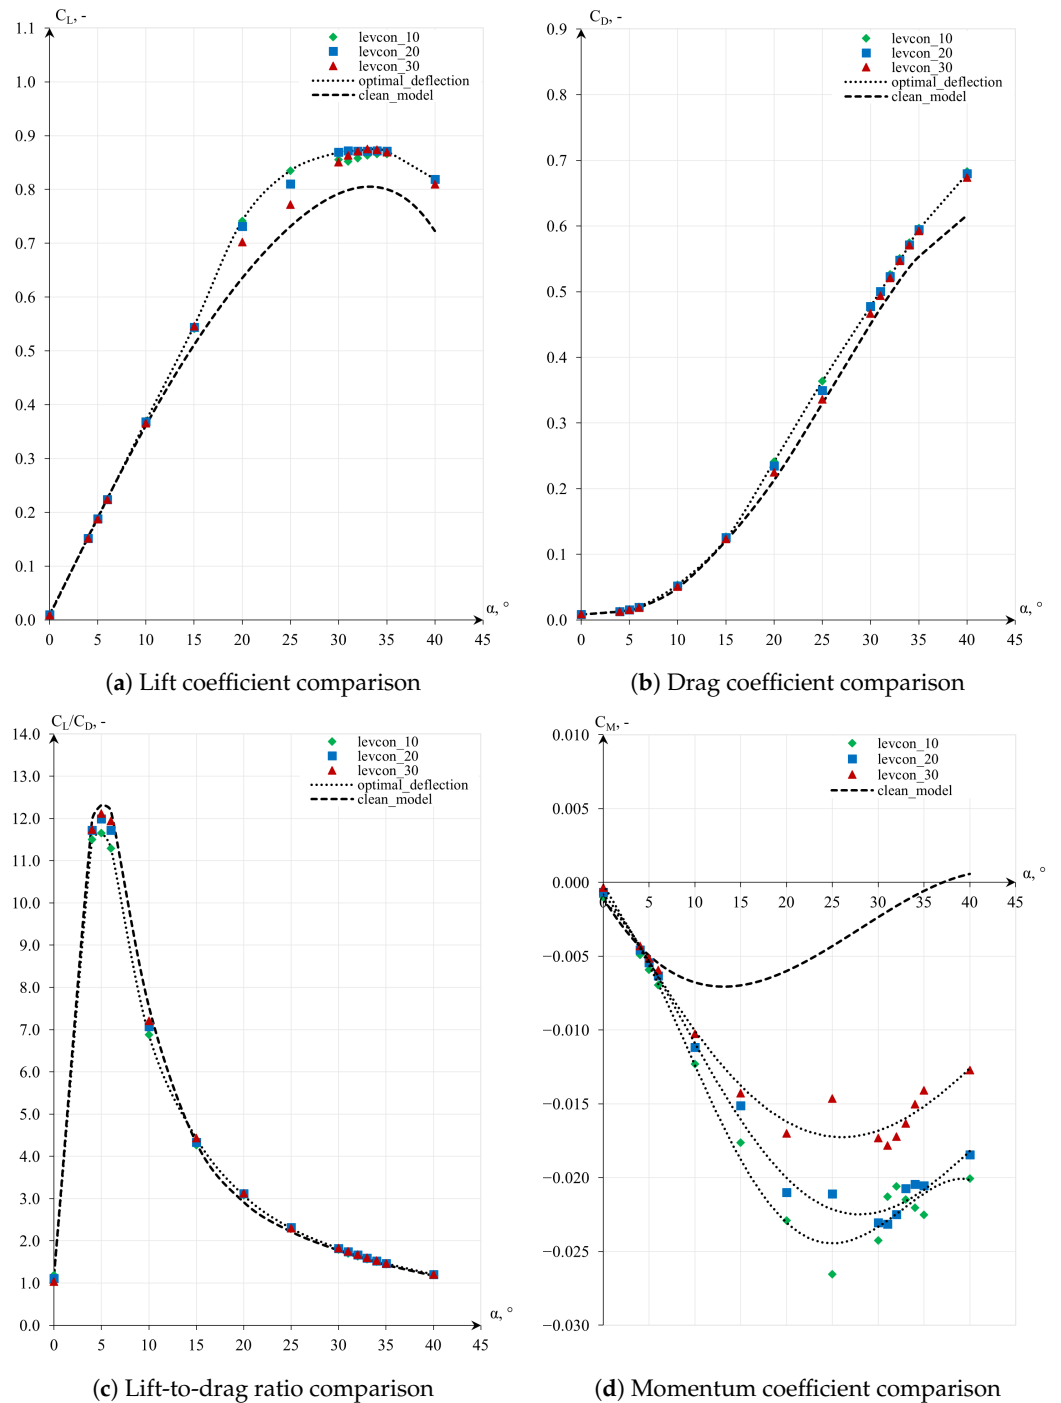 C_L, -
1.1
1.0
0.9
0.8
0.7
0.6
0.5
0.4
0.3
0.2
0.1
0.0
levcon_10
levcon_20
levcon_30
optimal_deflection
clean_model
α, °
0 5 10 15 20 25 30 35 40 45
(a) Lift coefficient comparison
C_D, -
0.9
0.8
0.7
0.6
0.5
0.4
0.3
0.2
0.1
0.0
levcon_10
levcon_20
levcon_30
optimal_deflection
clean_model
α, °
0 5 10 15 20 25 30 35 40 45
(b) Drag coefficient comparison
C_L/C_D, -
14.0
13.0
12.0
11.0
10.0
9.0
8.0
7.0
6.0
5.0
4.0
3.0
2.0
1.0
0.0
levcon_10
levcon_20
levcon_30
optimal_deflection
clean_model
α, °
0 5 10 15 20 25 30 35 40 45
(c) Lift-to-drag ratio comparison
C_M, -
0.010
0.005
0.000
−0.005
−0.010
−0.015
−0.020
−0.025
−0.030
levcon_10
levcon_20
levcon_30
clean_model
α, °
0 5 10 15 20 25 30 35 40 45
(d) Momentum coefficient comparison